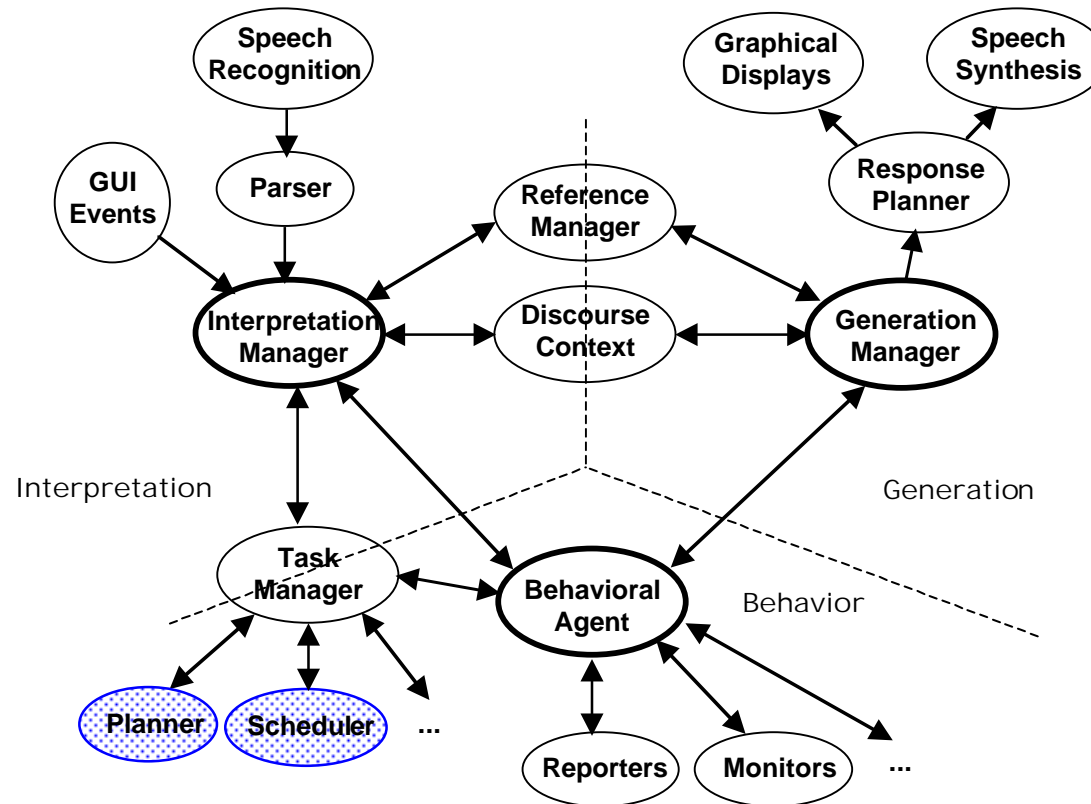 Speech
Recognition
Graphical
Displays
Speech
Synthesis
GUI
Events
Parser
Reference
Manager
Response
Planner
Interpretation
Manager
Discourse
Context
Generation
Manager
Interpretation
Generation
Task
Manager
Behavioral
Agent
Behavior
Planner
Scheduler
...
Reporters
Monitors
...